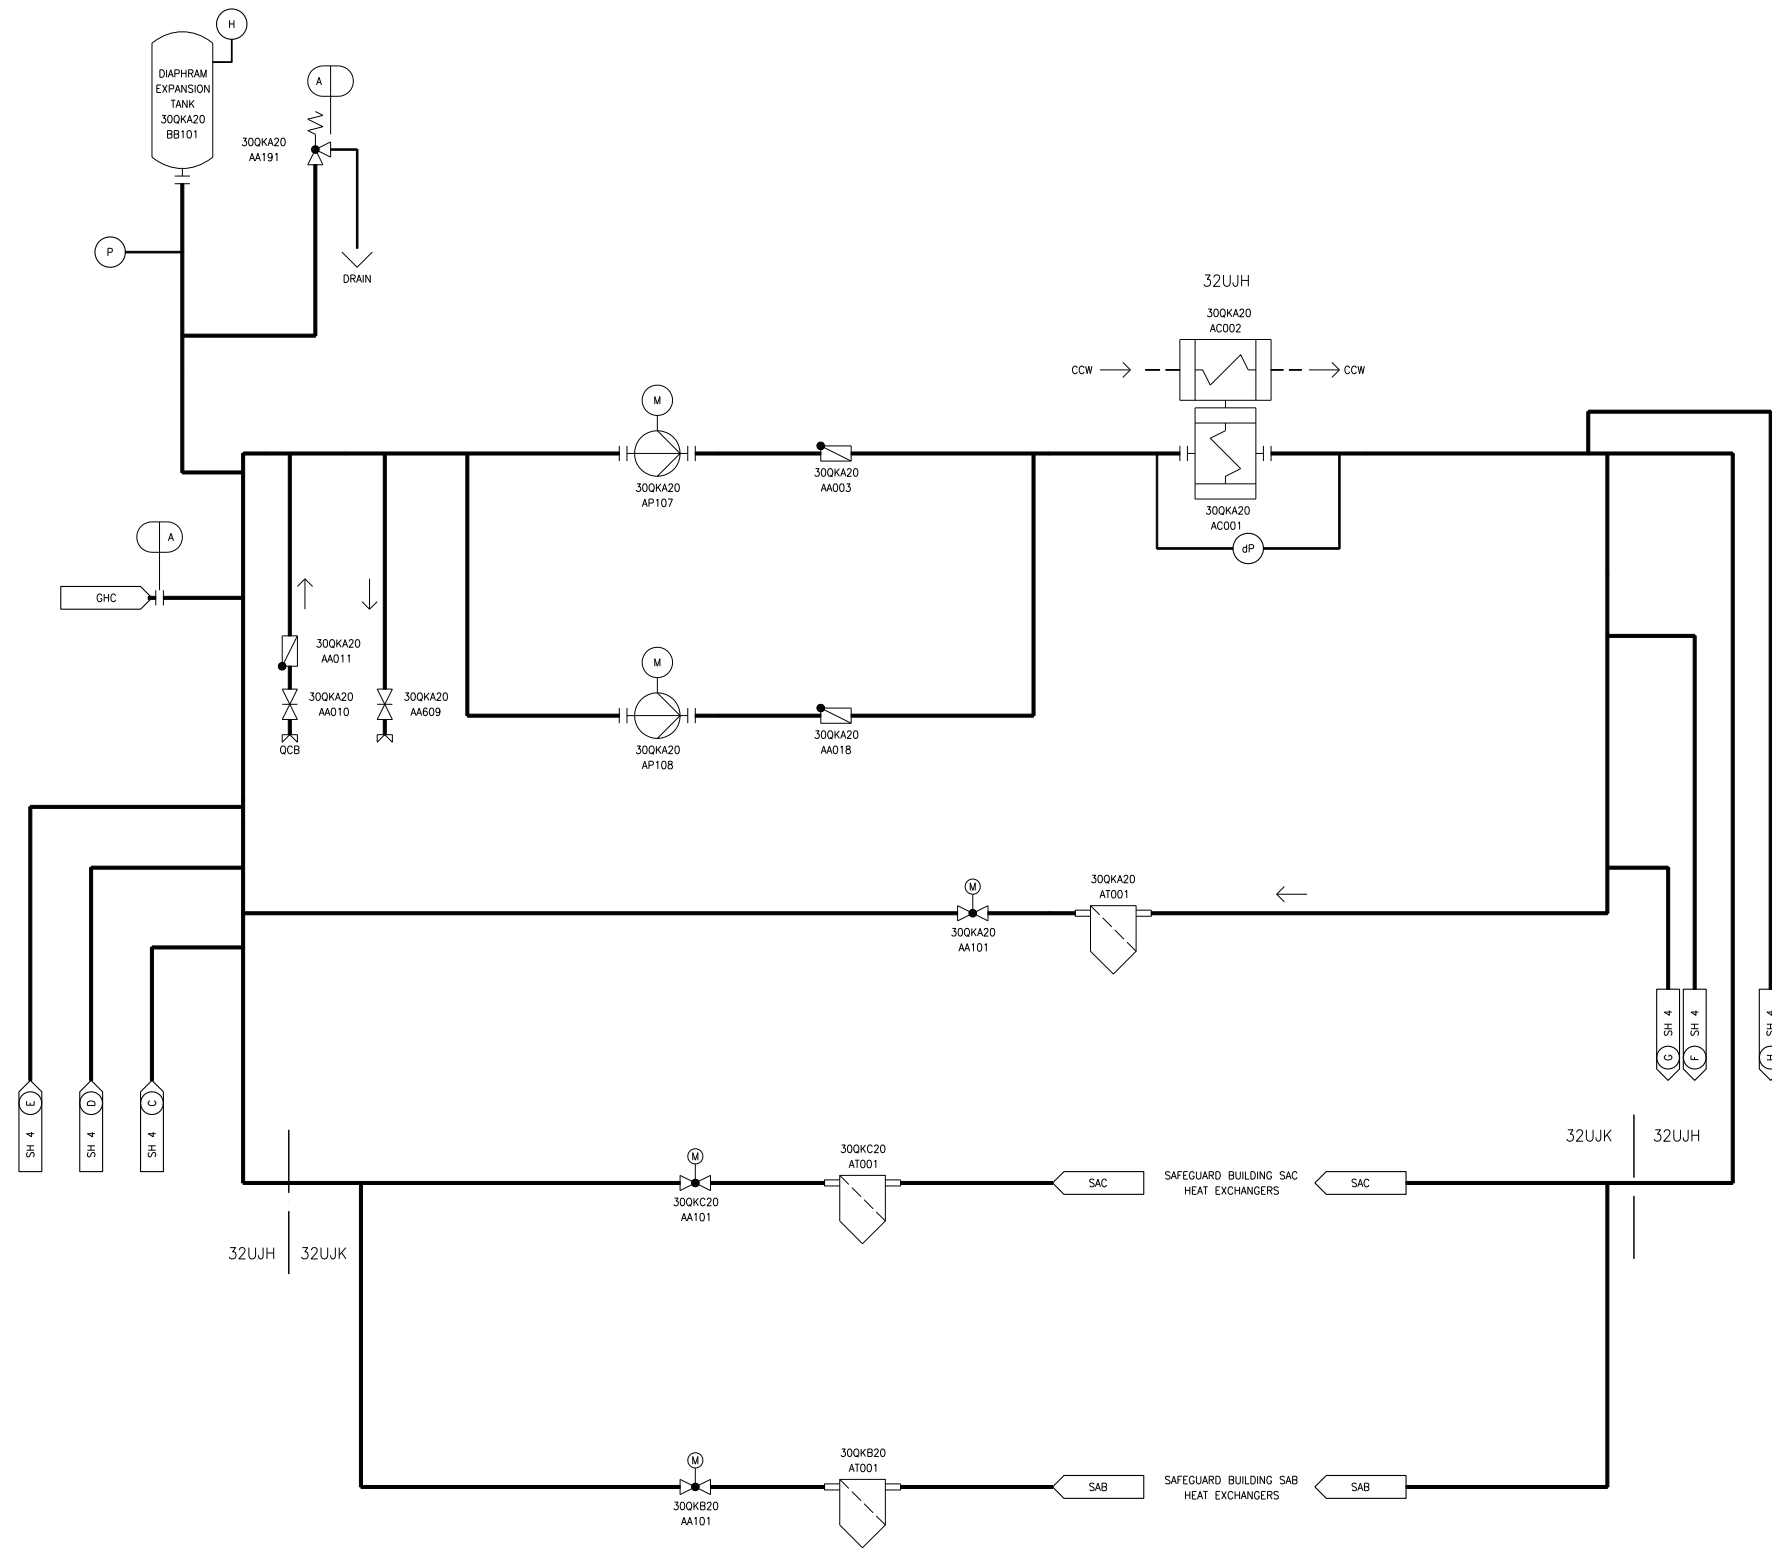 H
DIAPHRAM
EXPANSION
TANK
30QKA20
BB101
A
30QKA20
AA191
P
DRAIN
32UJH
30QKA20
AC002
CCW
CCW
M
30QKA20
AP107
30QKA20
AA003
30QKA20
AC001
dP
A
GHC
30QKA20
AA011
30QKA20
AA010
QCB
30QKA20
AA609
M
30QKA20
AP108
30QKA20
AA018
M
30QKA20
AA101
30QKA20
AT001
SH 4 E
SH 4 D
SH 4 C
G SH 4
F SH 4
H SH 4
32UJK
32UJH
M
30QKC20
AA101
30QKC20
AT001
SAC
SAFEGUARD BUILDING SAC
HEAT EXCHANGERS
SAC
32UJH
32UJK
M
30QKB20
AA101
30QKB20
AT001
SAB
SAFEGUARD BUILDING SAB
HEAT EXCHANGERS
SAB